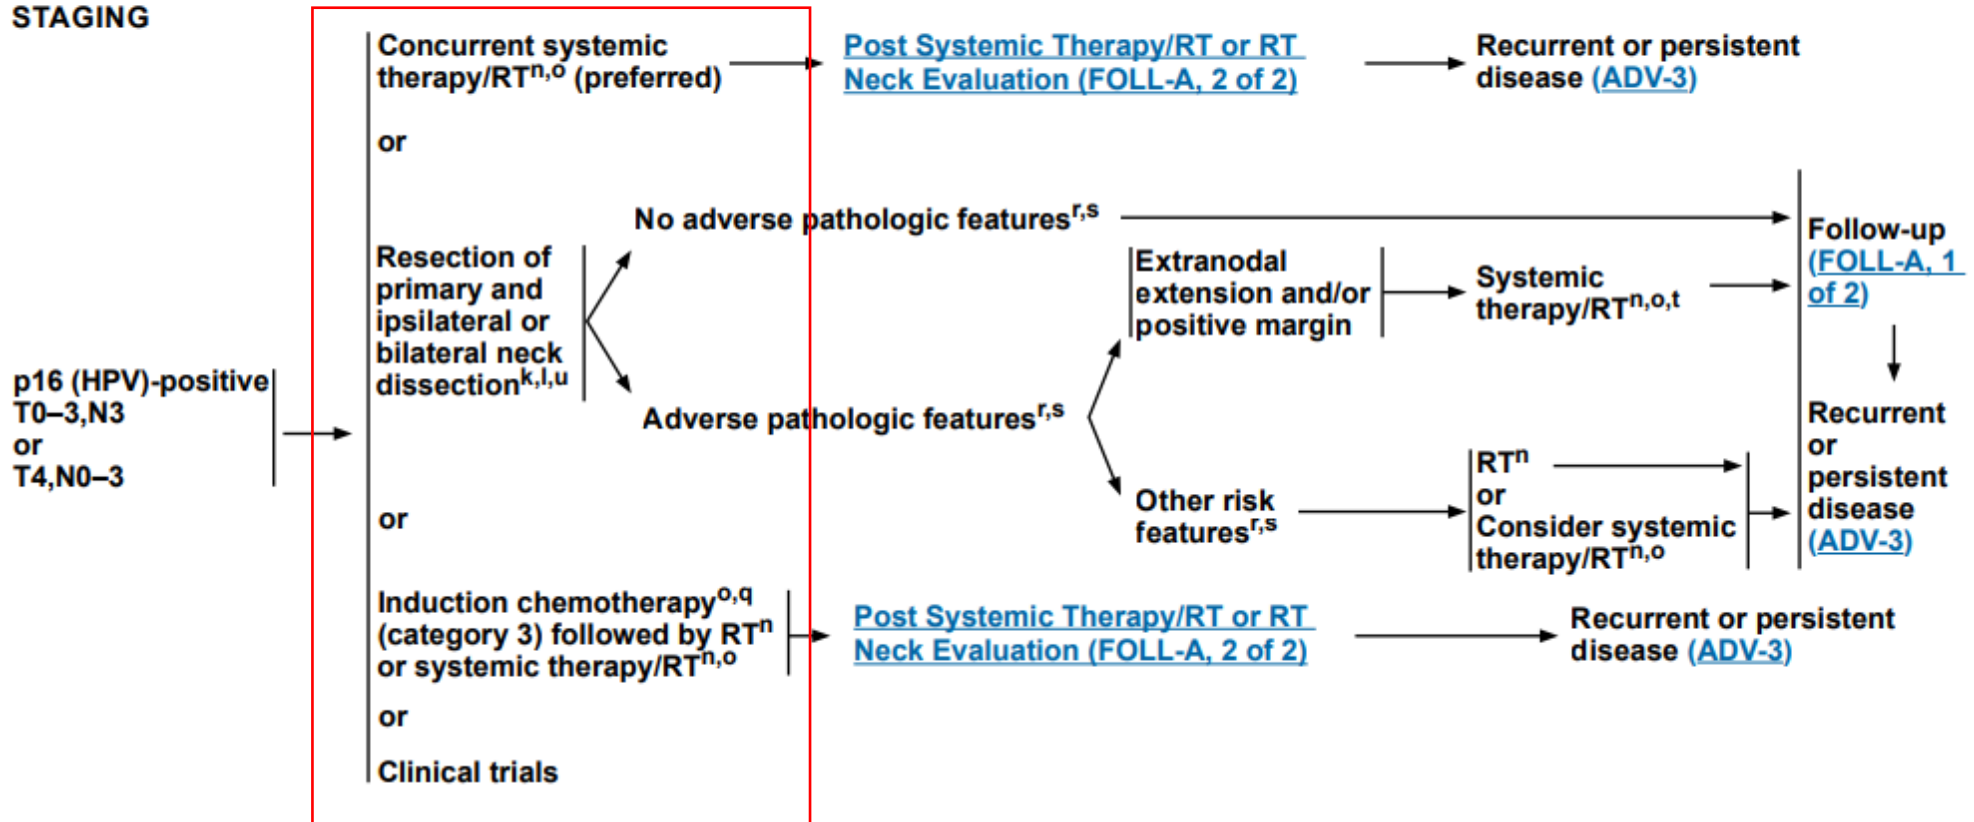 STAGING
Concurrent systemic
therapy/RTn,o (preferred)
Post Systemic Therapy/RT or RT
Neck Evaluation (FOLL-A, 2 of 2)
Recurrent or persistent
disease (ADV-3)
or
p16 (HPV)-positive
T0–3,N3
or
T4,N0–3
Resection of
primary and
ipsilateral or
bilateral neck
dissectionk,l,u
No adverse pathologic featuresr,s
Adverse pathologic featuresr,s
Extranodal
extension and/or
positive margin
Systemic
therapy/RTn,o,t
Other risk
featuresr,s
RTn
or
Consider systemic
therapy/RTn,o
Follow-up
(FOLL-A, 1
of 2)
Recurrent
or
persistent
disease
(ADV-3)
or
Induction chemotherapyo,q
(category 3) followed by RTn
or systemic therapy/RTn,o
Post Systemic Therapy/RT or RT
Neck Evaluation (FOLL-A, 2 of 2)
Recurrent or persistent
disease (ADV-3)
or
Clinical trials